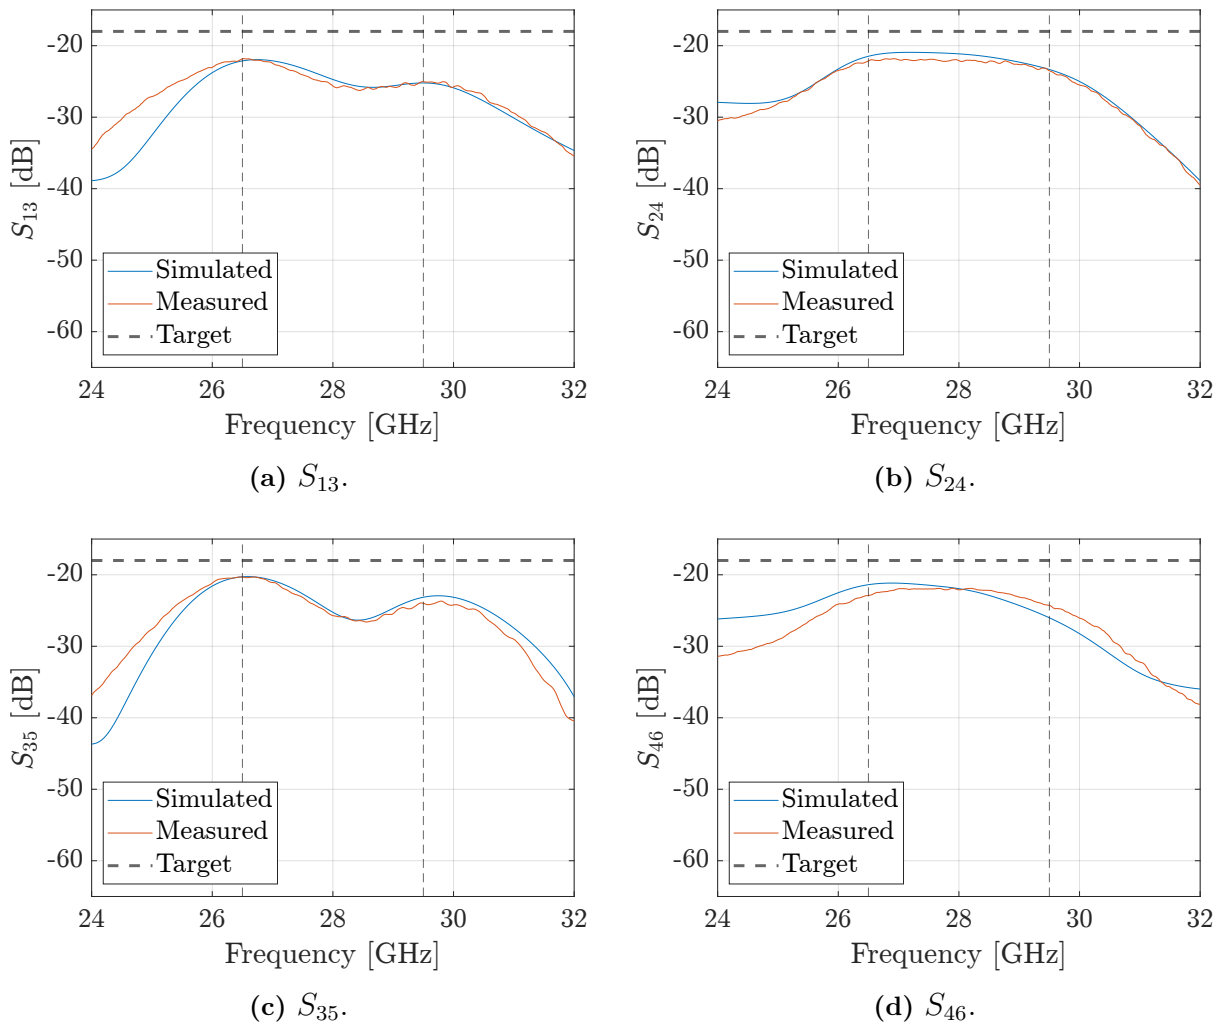 -20
-30
-40
-50
-60
S13 [dB]
Simulated
Measured
Target
24 26 28 30 32
Frequency [GHz]
(a) S13.
-20
-30
-40
-50
-60
S24 [dB]
Simulated
Measured
Target
24 26 28 30 32
Frequency [GHz]
(b) S24.
-20
-30
-40
-50
-60
S35 [dB]
Simulated
Measured
Target
24 26 28 30 32
Frequency [GHz]
(c) S35.
-20
-30
-40
-50
-60
S46 [dB]
Simulated
Measured
Target
24 26 28 30 32
Frequency [GHz]
(d) S46.